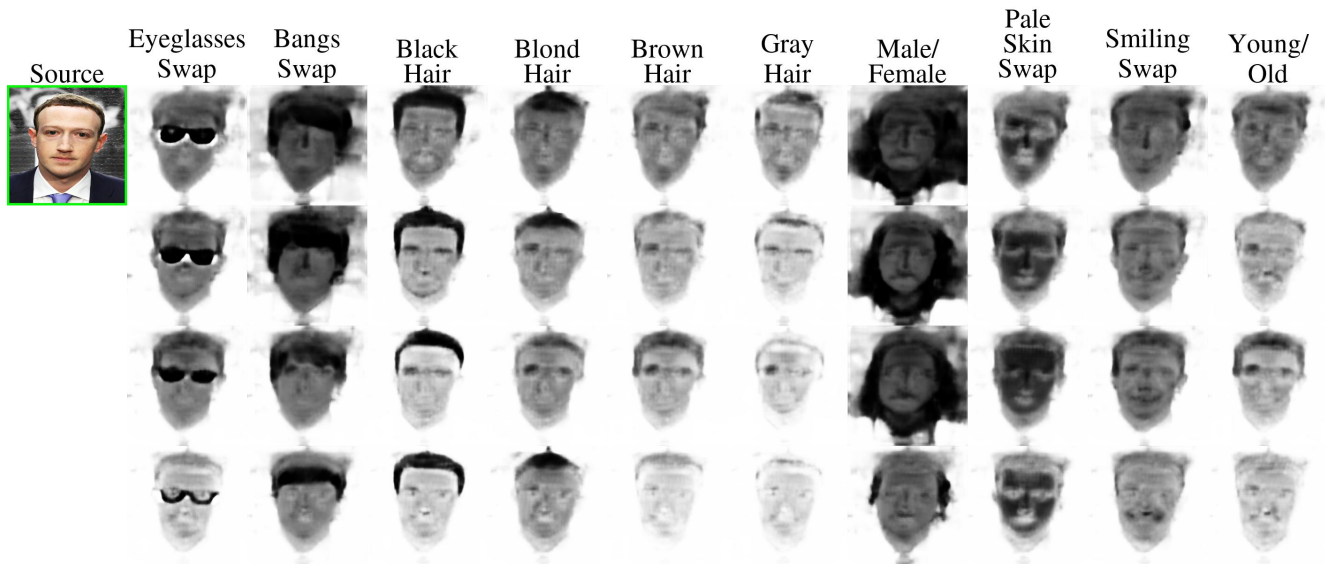 Source
Eyeglasses
Swap
Bangs
Swap
Black
Hair
Blond
Hair
Brown
Hair
Gray
Hair
Male/
Female
Pale
Skin
Swap
Smiling
Swap
Young/
Old